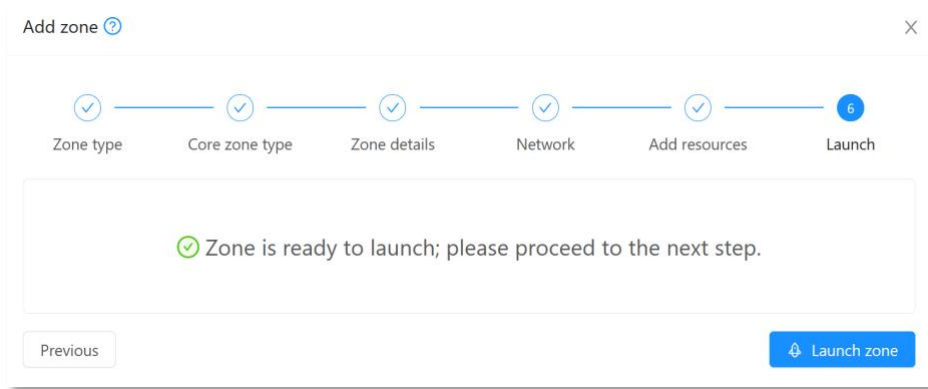 Add zone ?
6
Zone type Core zone type Zone details Network Add resources Launch
Zone is ready to launch; please proceed to the next step.
Previous Launch zone